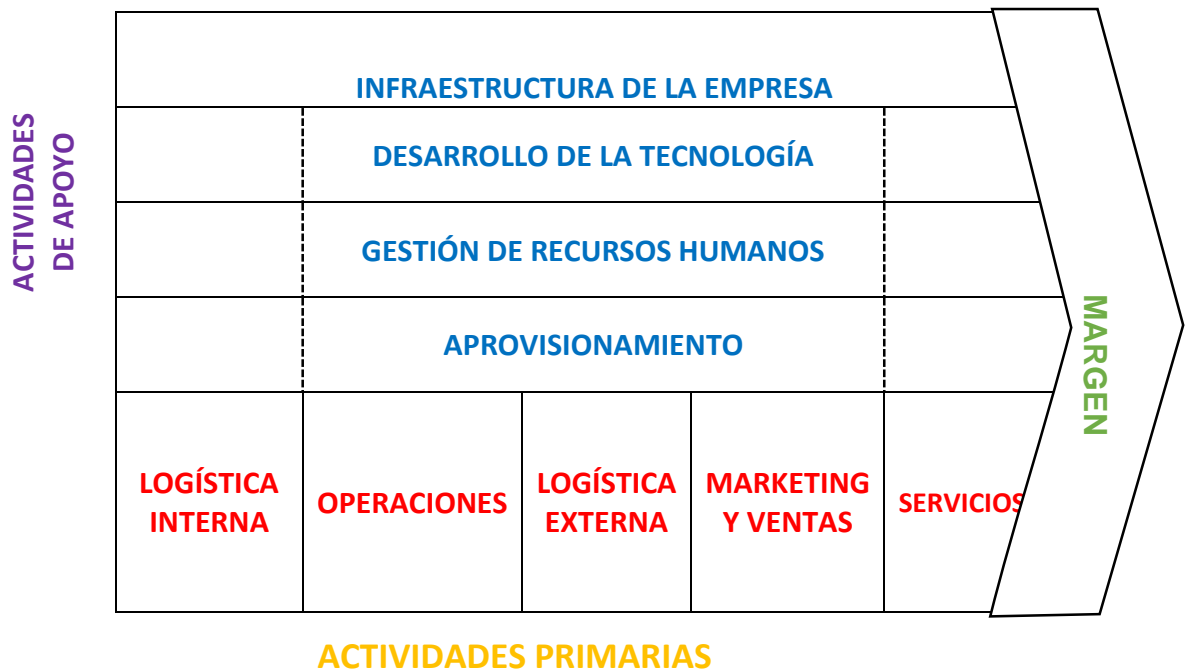 ACTIVIDADES
DE APOYO
INFRAESTRUCTURA DE LA EMPRESA
DESARROLLO DE LA TECNOLOGÍA
GESTIÓN DE RECURSOS HUMANOS
APROVISIONAMIENTO
LOGÍSTICA
INTERNA
OPERACIONES
LOGÍSTICA
EXTERNA
MARKETING
Y VENTAS
SERVICIOS
MARGEN
ACTIVIDADES PRIMARIAS